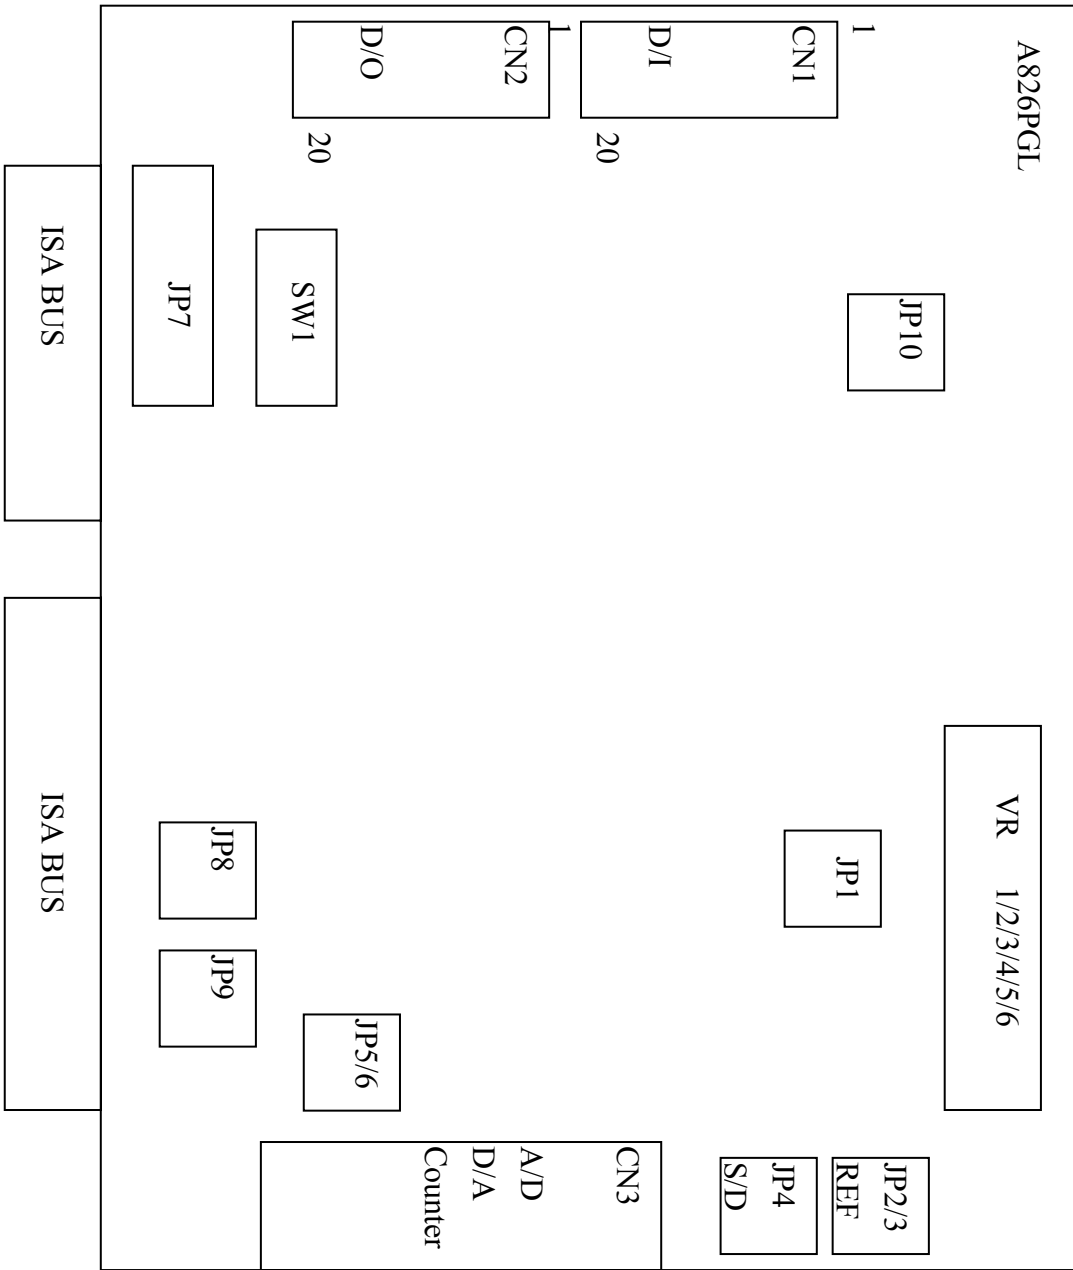 A826PGL
1
CN1
D/I
20
1
CN2
D/O
20
JP10
SW1
JP7
ISA BUS
VR 1/2/3/4/5/6
JP1
JP8
JP9
JP5/6
JP2/3
REF
JP4
S/D
CN3
A/D
D/A
Counter
ISA BUS